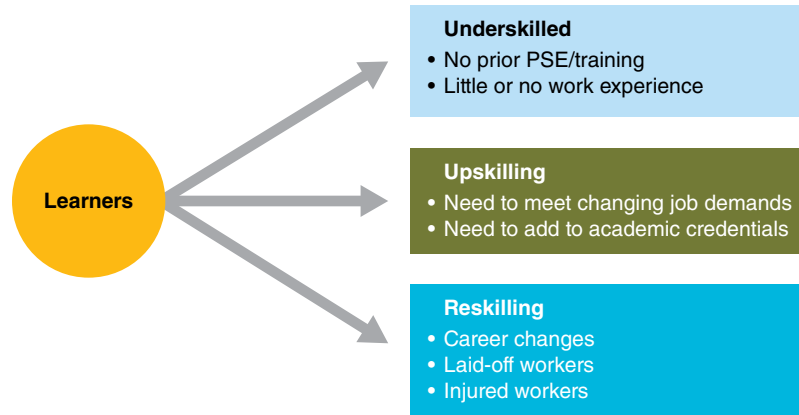 Learners
Underskilled
• No prior PSE/training
• Little or no work experience
Upskilling
• Need to meet changing job demands
• Need to add to academic credentials
Reskilling
• Career changes
• Laid-off workers
• Injured workers